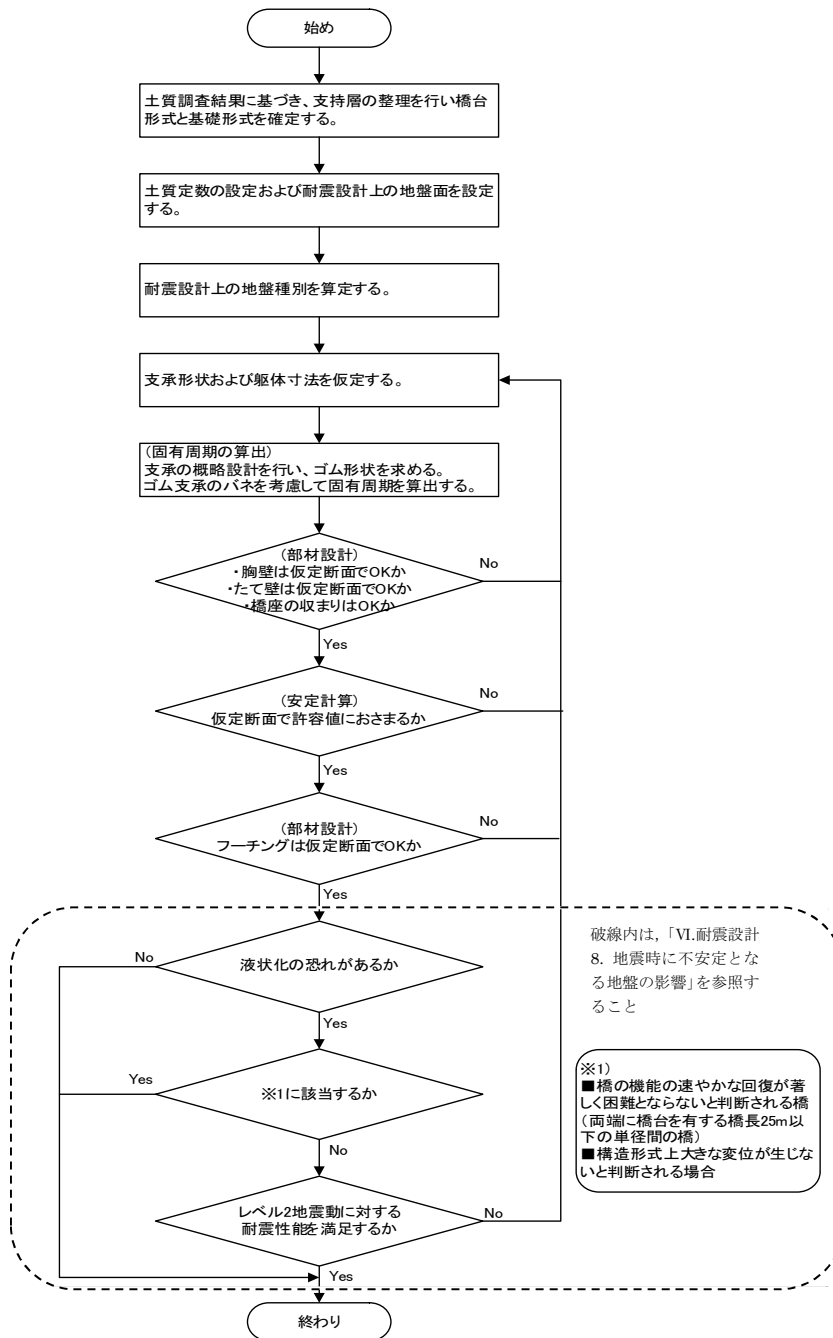 始め
土質調査結果に基づき、支持層の整理を行い橋台
形式と基礎形式を確定する。
土質定数の設定および耐震設計上の地盤面を設定
する。
耐震設計上の地盤種別を算定する。
支承形状および躯体寸法を仮定する。
(固有周期の算出)
支承の概略設計を行い、ゴム形状を求める。
ゴム支承のバネを考慮して固有周期を算出する。
(部材設計)
・胸壁は仮定断面でOKか
・たて壁は仮定断面でOKか
・橋座の収まりはOKか
No
Yes
(安定計算)
仮定断面で許容値におさまるか
No
Yes
(部材設計)
フーチングは仮定断面でOKか
No
Yes
破線内は，「Ⅵ.耐震設計
8. 地震時に不安定とな
る地盤の影響」を参照す
ること
液状化の恐れがあるか
No
Yes
※1に該当するか
Yes
No
※1)
■橋の機能の速やかな回復が著
しく困難とならないと判断される橋
(両端に橋台を有する橋長25m以
下の単径間の橋)
■構造形式上大きな変位が生じな
いと判断される場合
レベル2地震動に対する
耐震性能を満足するか
No
Yes
終わり